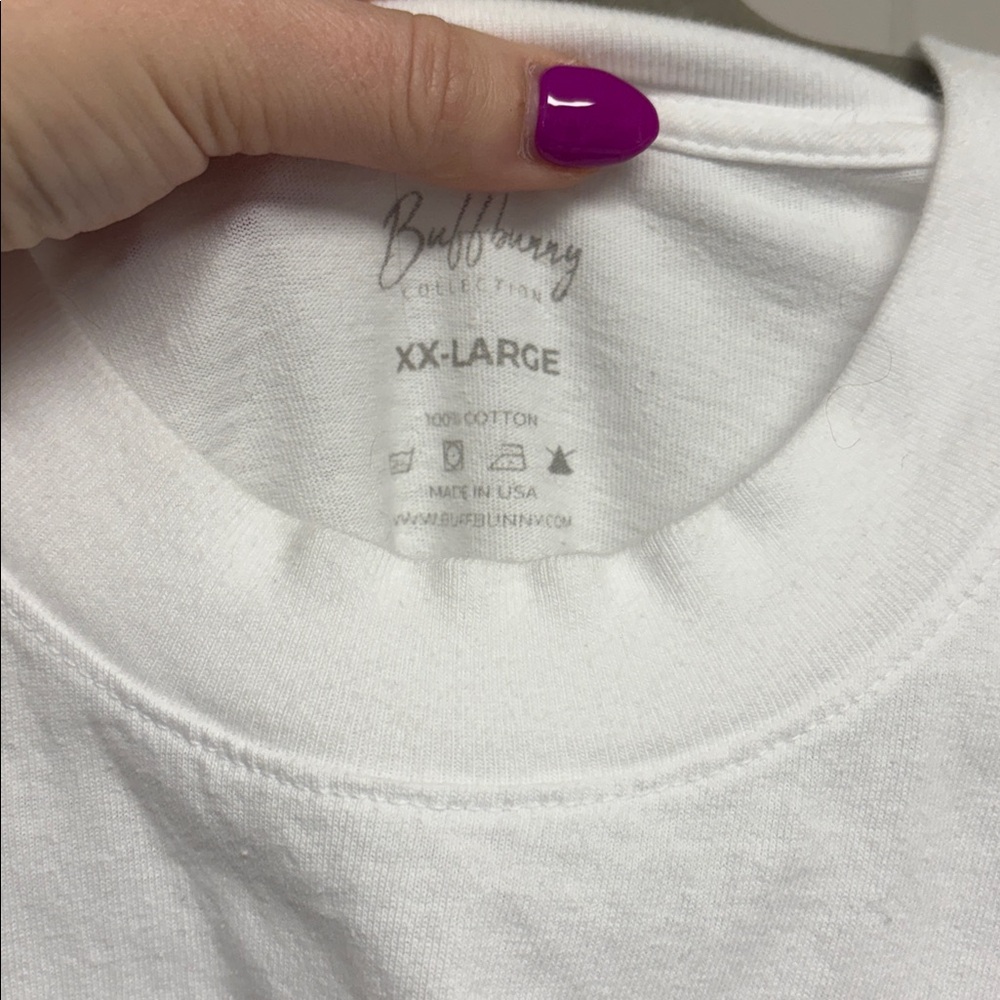 Buffbunny
COLLECTION
XX-LARGE
100% COTTON
MADE IN USA
WWW.BUFFBUNNY.COM